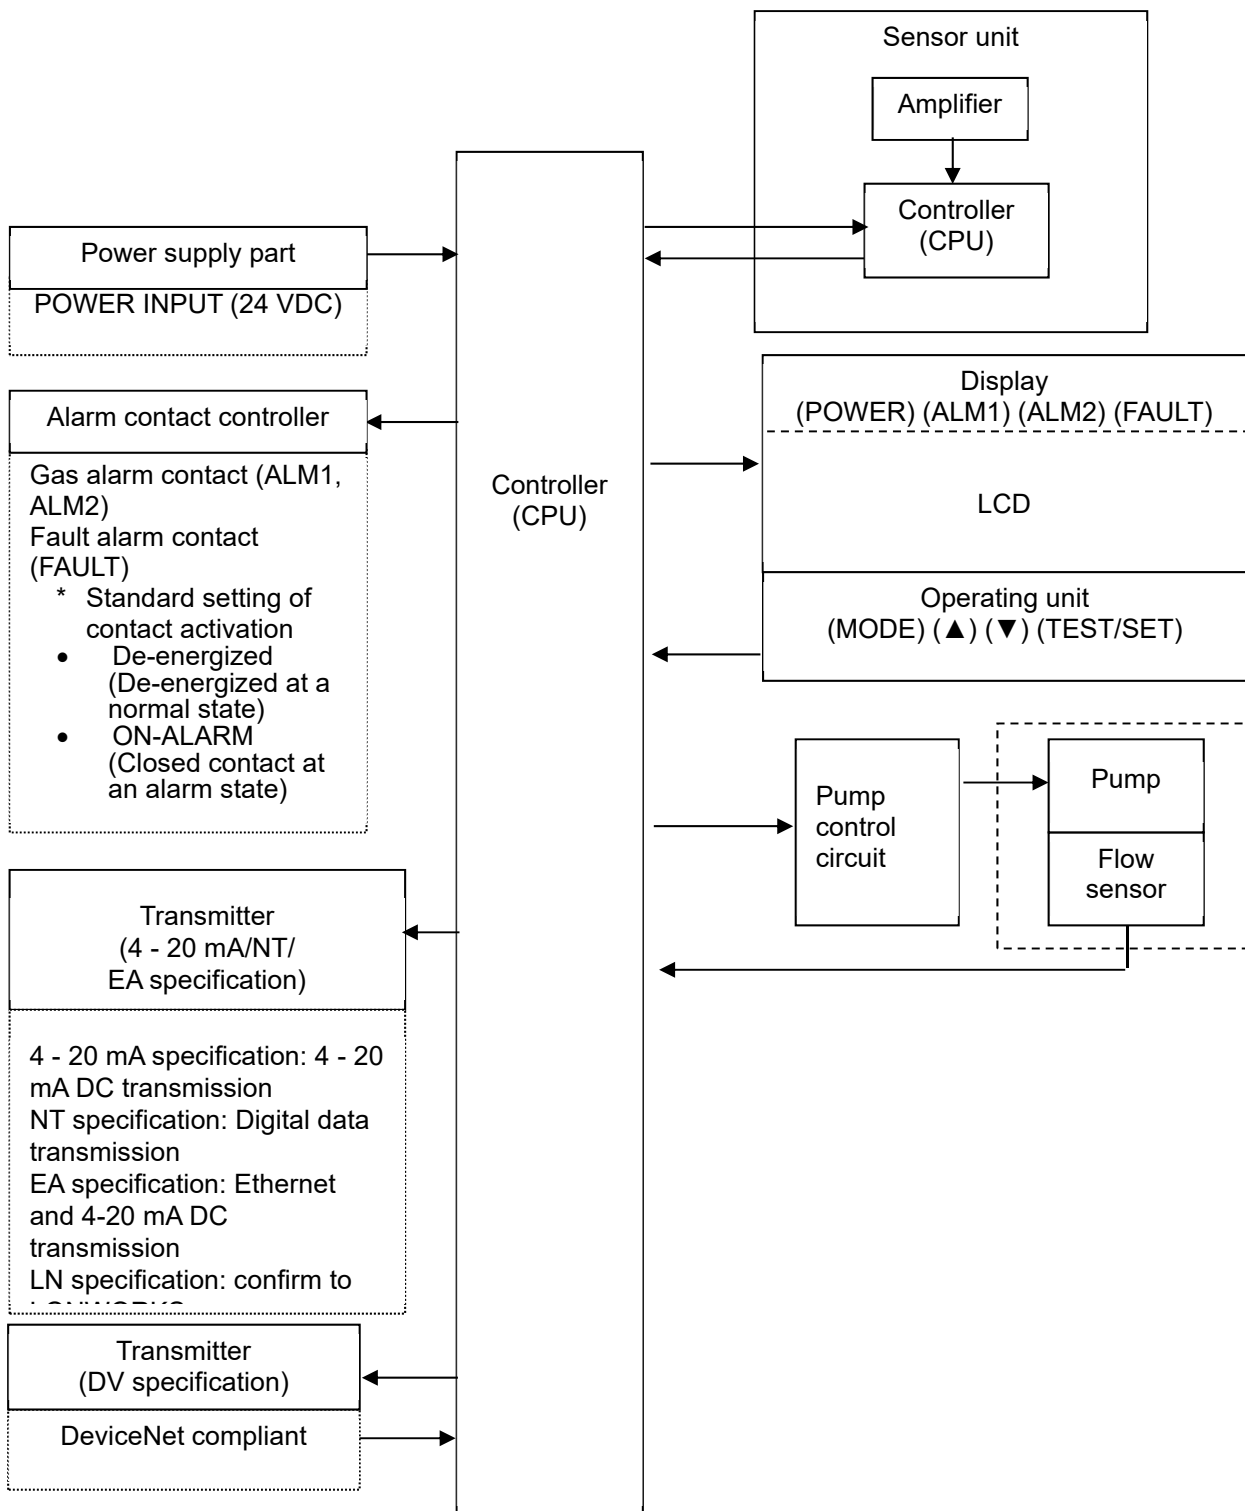 Sensor unit
Amplifier
Controller
(CPU)
Power supply part
POWER INPUT (24 VDC)
Alarm contact controller
Gas alarm contact (ALM1,
ALM2)
Fault alarm contact
(FAULT)
* Standard setting of
contact activation
• De-energized
(De-energized at a
normal state)
• ON-ALARM
(Closed contact at
an alarm state)
Transmitter
(4 - 20 mA/NT/
EA specification)
4 - 20 mA specification: 4 - 20
mA DC transmission
NT specification: Digital data
transmission
EA specification: Ethernet
and 4-20 mA DC
transmission
LN specification: confirm to
Transmitter
(DV specification)
DeviceNet compliant
Controller
(CPU)
Display
(POWER) (ALM1) (ALM2) (FAULT)
LCD
Operating unit
(MODE) (▲) (▼) (TEST/SET)
Pump
control
circuit
Pump
Flow
sensor